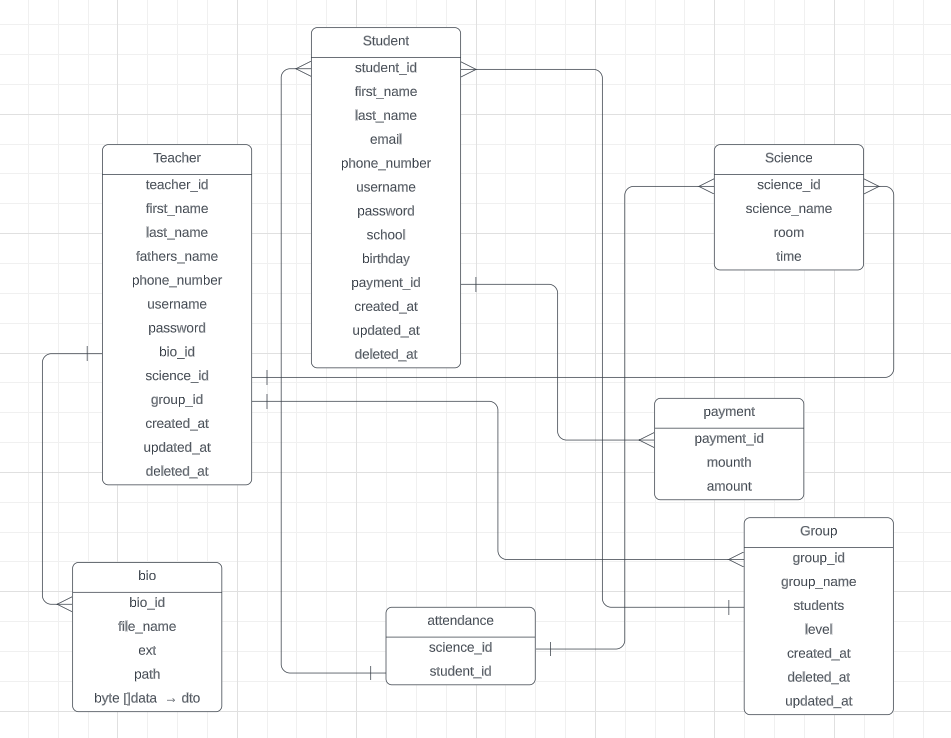 Student
student_id
first_name
last_name
email
phone_number
username
password
school
birthday
payment_id
created_at
updated_at
deleted_at
Teacher
teacher_id
first_name
last_name
fathers_name
phone_number
username
password
bio_id
science_id
group_id
created_at
updated_at
deleted_at
Science
science_id
science_name
room
time
payment
payment_id
mounth
amount
Group
group_id
group_name
students
level
created_at
deleted_at
updated_at
bio
bio_id
file_name
ext
path
byte []data → dto
attendance
science_id
student_id